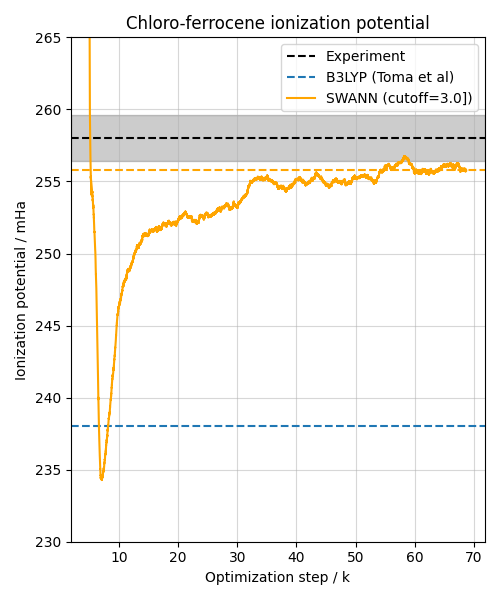 Chloro-ferrocene ionization potential
Experiment
B3LYP (Toma et al)
SWANN (cutoff=3.0])
Ionization potential / mHa
265
260
255
250
245
240
235
230
10 20 30 40 50 60 70
Optimization step / k